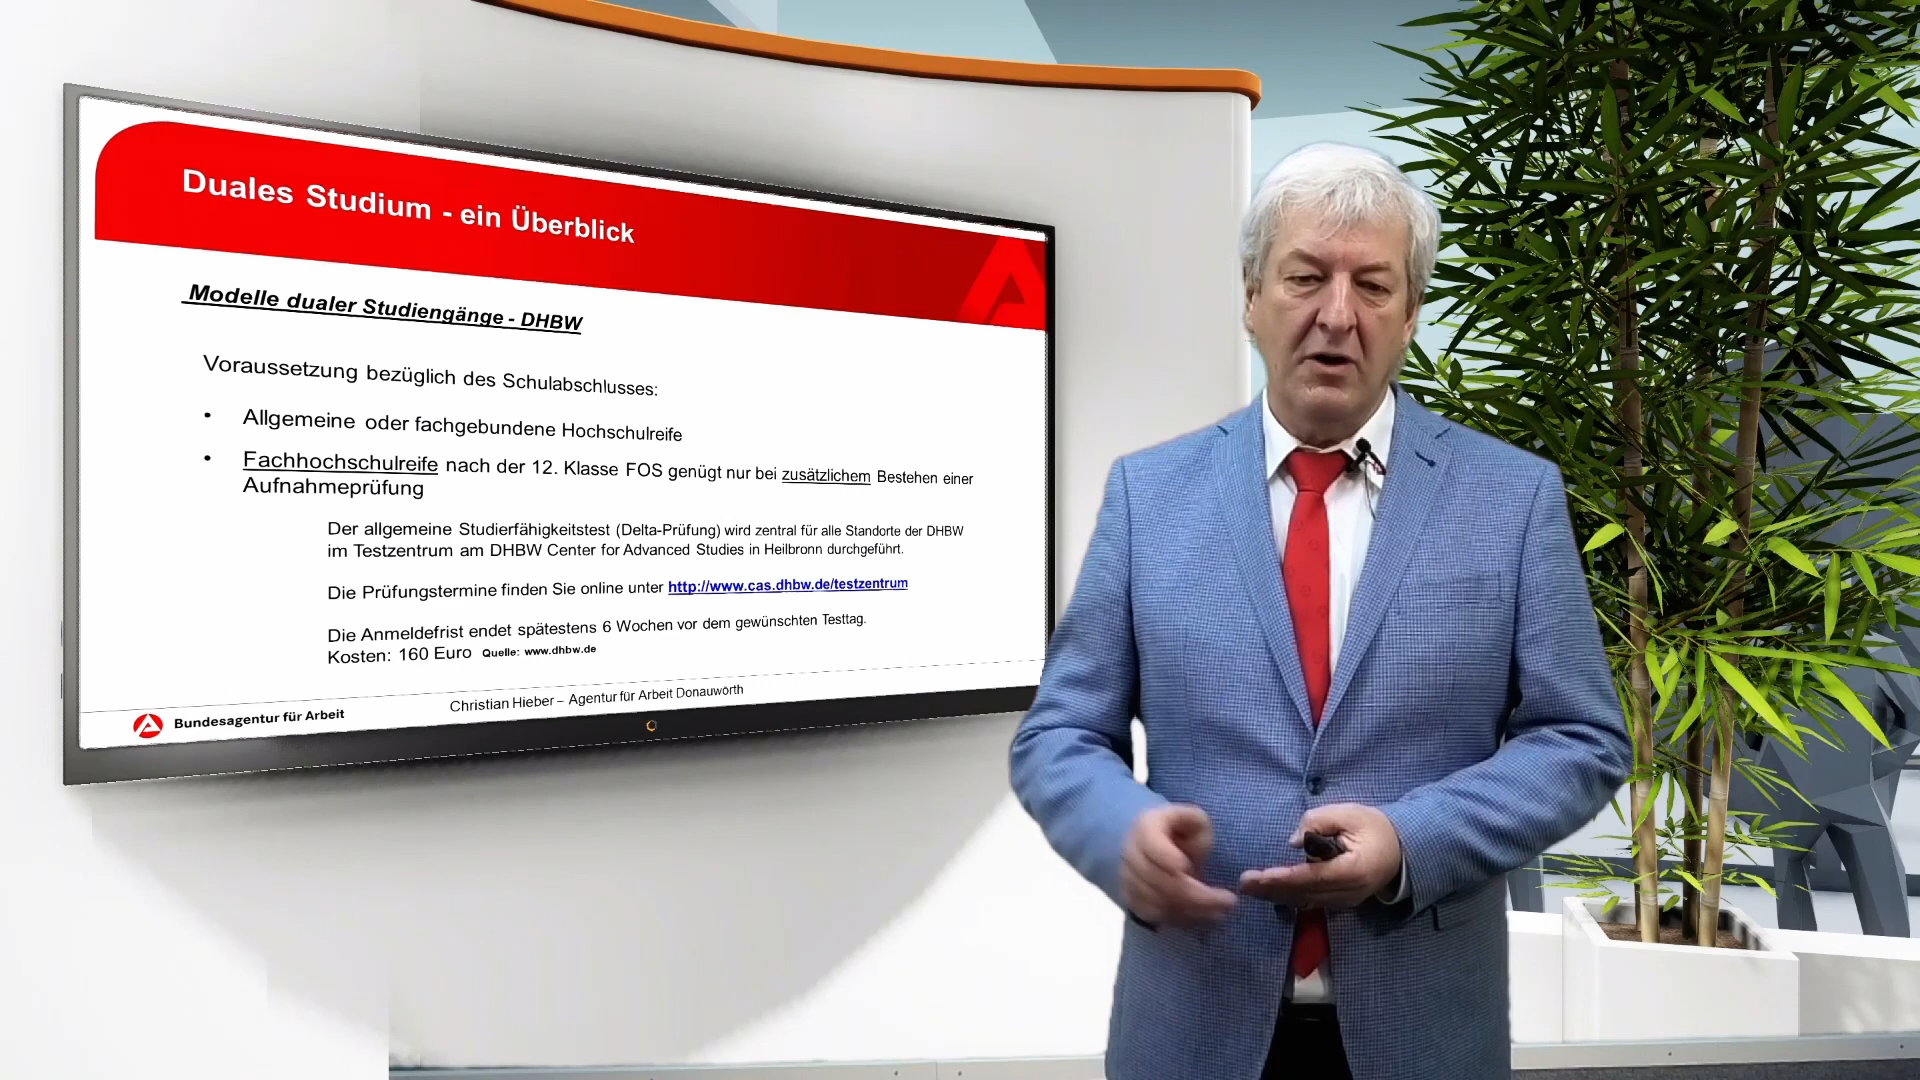 Duales Studium - ein Überblick
Modelle dualer Studiengänge - DHBW
Voraussetzung bezüglich des Schulabschlusses:
• Allgemeine oder fachgebundene Hochschulreife
• Fachhochschulreife nach der 12. Klasse FOS genügt nur bei zusätzlichem Bestehen einer
Aufnahmeprüfung
Der allgemeine Studierfähigkeitstest (Delta-Prüfung) wird zentral für alle Standorte der DHBW
im Testzentrum am DHBW Center for Advanced Studies in Heilbronn durchgeführt.
Die Prüfungstermine finden Sie online unter http://www.cas.dhbw.de/testzentrum
Die Anmeldefrist endet spätestens 6 Wochen vor dem gewünschten Testtag.
Kosten: 160 Euro Quelle: www.dhbw.de
Bundesagentur für Arbeit
Christian Hieber – Agentur für Arbeit Donauwörth